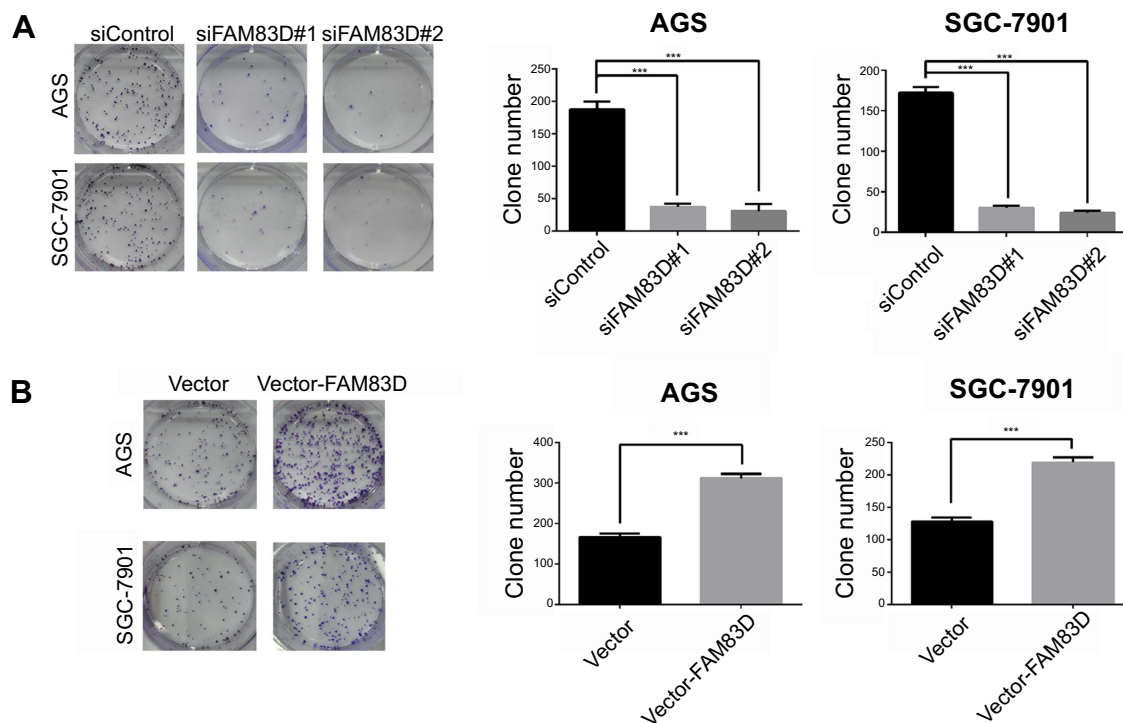 A
siControl siFAM83D#1 siFAM83D#2
AGS
SGC-7901
AGS
Clone number
250
200
150
100
50
0
***
***
siControl
siFAM83D#1
siFAM83D#2
SGC-7901
Clone number
200
150
100
50
0
***
***
siControl
siFAM83D#1
siFAM83D#2
B
Vector Vector-FAM83D
AGS
SGC-7901
AGS
Clone number
400
300
200
100
0
***
Vector
Vector-FAM83D
SGC-7901
Clone number
250
200
150
100
50
0
***
Vector
Vector-FAM83D